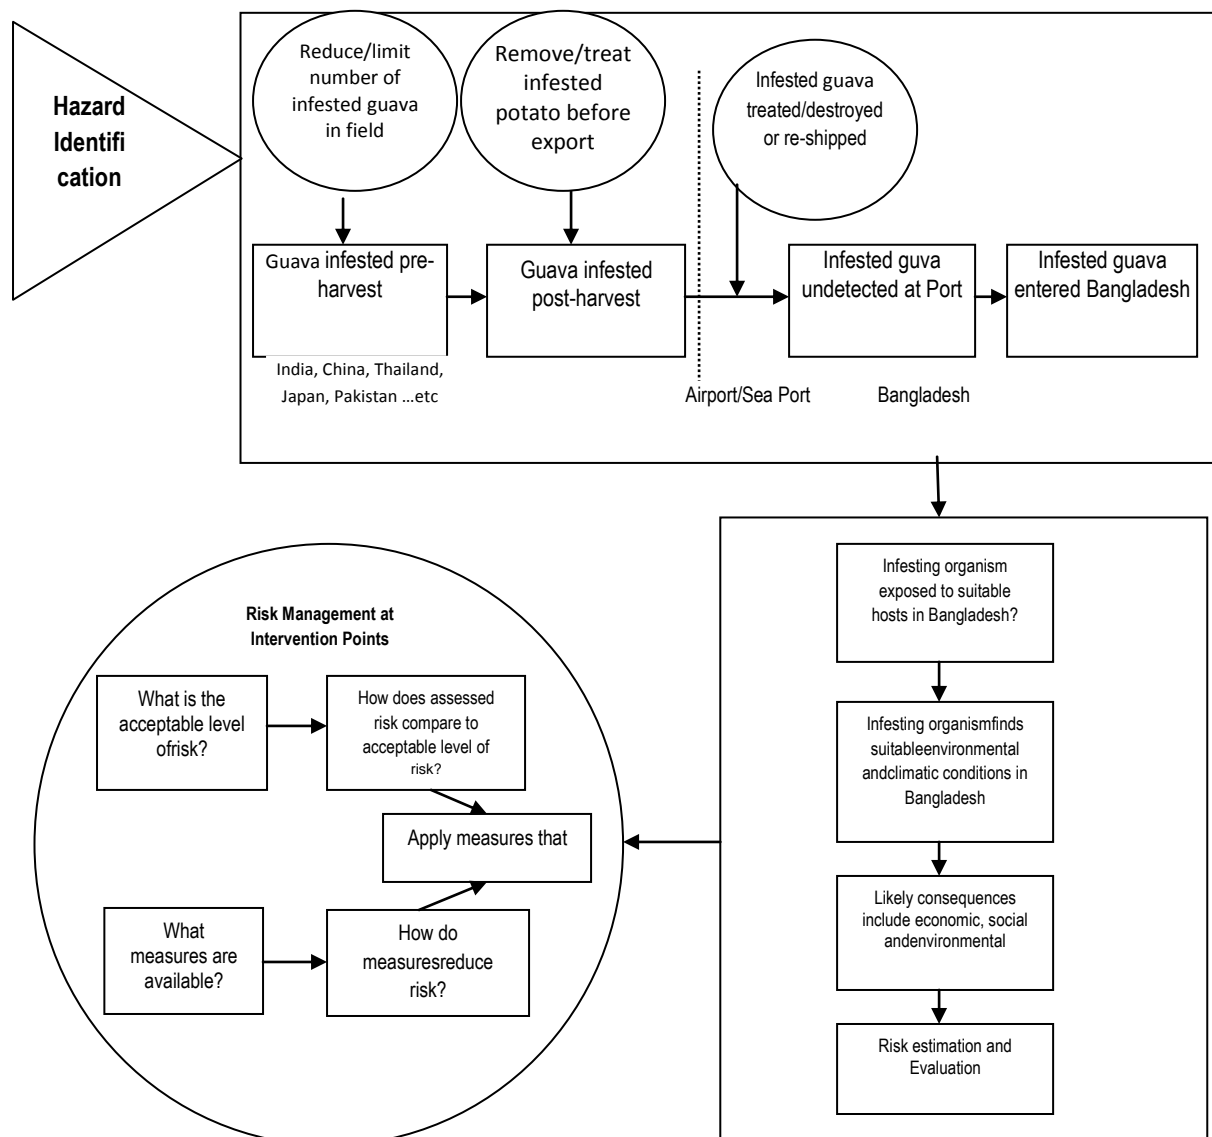 Hazard
Identifi
cation
Reduce/limit
number of
infested guava
in field
Remove/treat
infested
potato before
export
Infested guava
treated/destroyed
or re-shipped
Guava infested pre-
harvest
Guava infested
post-harvest
Infested guva
undetected at Port
Infested guava
entered Bangladesh
India, China, Thailand,
Japan, Pakistan ...etc
Airport/Sea Port
Bangladesh
Infesting organism
exposed to suitable
hosts in Bangladesh?
Infesting organismfinds
suitableenvironmental
andclimatic conditions in
Bangladesh
Likely consequences
include economic, social
andenvironmental
Risk estimation and
Evaluation
Risk Management at
Intervention Points
What is the
acceptable level
ofrisk?
How does assessed
risk compare to
acceptable level of
risk?
Apply measures that
What
measures are
available?
How do
measuresreduce
risk?